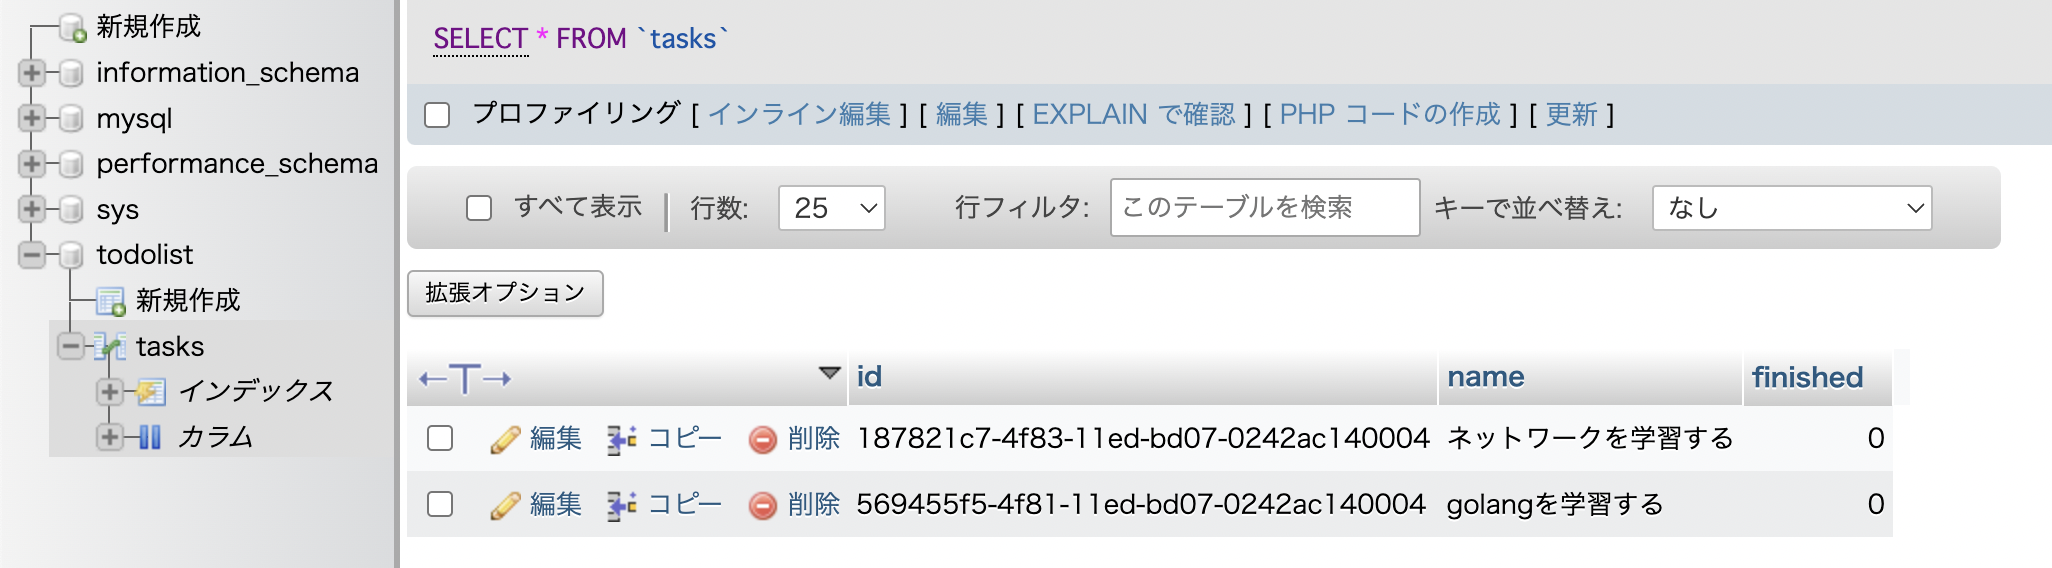 新規作成
information_schema
mysql
performance_schema
sys
todolist
新規作成
tasks
インデックス
カラム
SELECT * FROM `tasks`
プロファイリング [ インライン編集 ] [ 編集 ] [ EXPLAIN で確認 ] [ PHP コードの作成 ] [ 更新 ]
すべて表示 行数: 25 行フィルタ: このテーブルを検索 キーで並べ替え: なし
拡張オプション
←T→ id name finished
編集 コピー 削除 187821c7-4f83-11ed-bd07-0242ac140004 ネットワークを学習する 0
編集 コピー 削除 569455f5-4f81-11ed-bd07-0242ac140004 golangを学習する 0